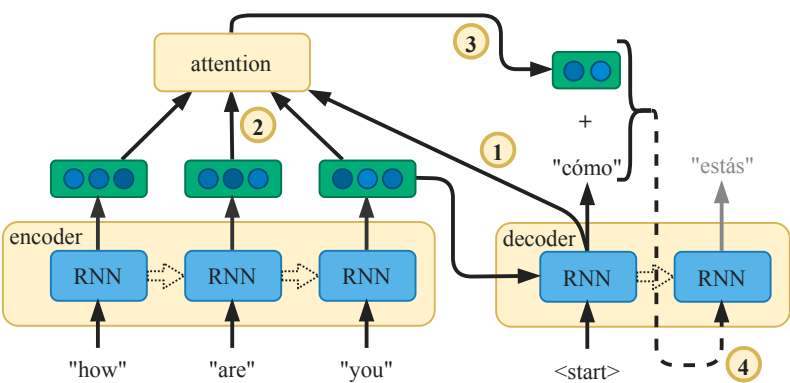 attention
3
2
1
+
"cómo"
"estás"
encoder
decoder
RNN
RNN
RNN
RNN
RNN
"how"
"are"
"you"
<start>
4